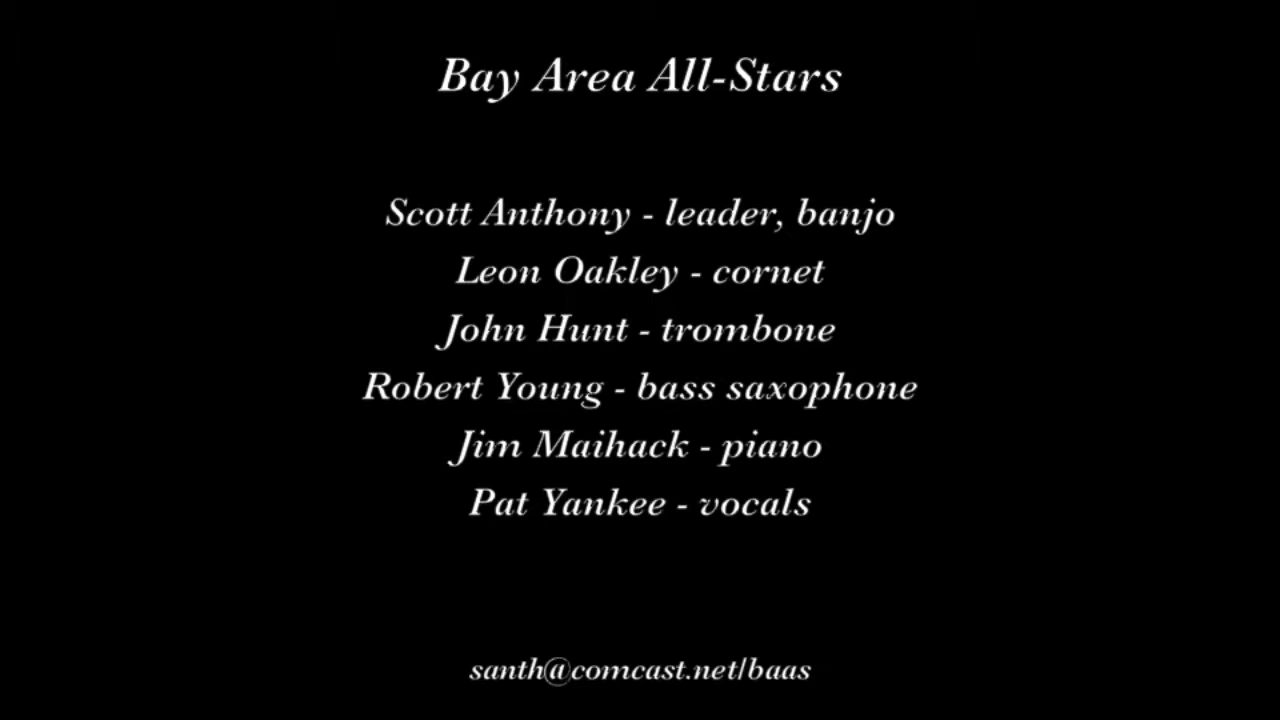 Bay Area All-Stars
Scott Anthony - leader, banjo
Leon Oakley - cornet
John Hunt - trombone
Robert Young - bass saxophone
Jim Maihack - piano
Pat Yankee - vocals
santh@comcast.net/baas